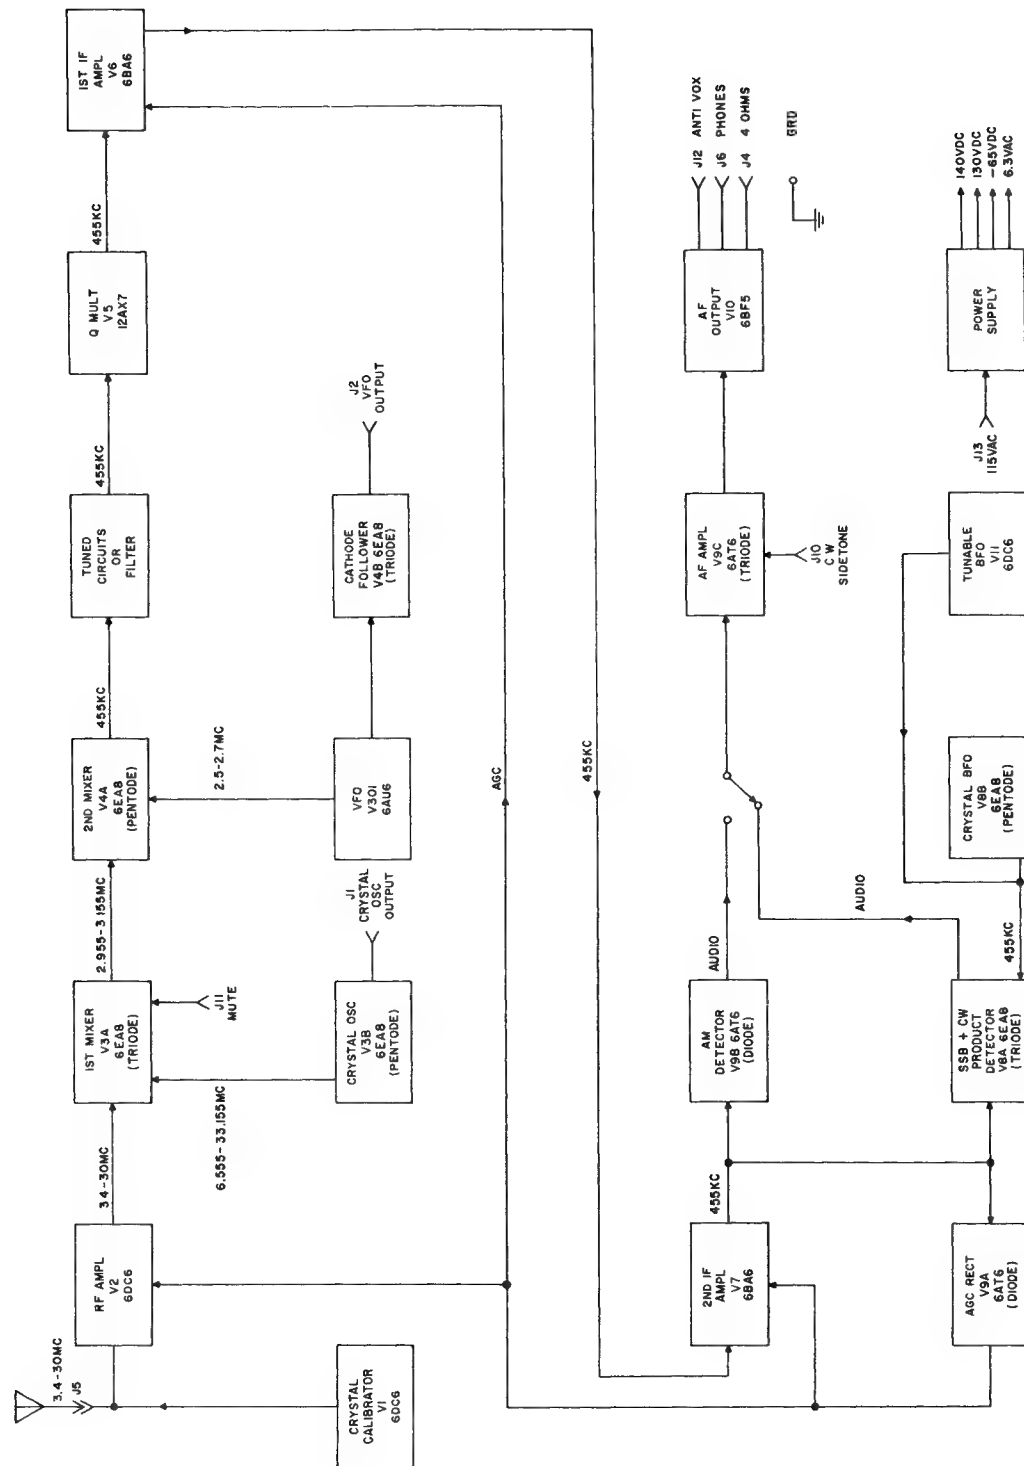 3.4-30MC
J5
CRYSTAL
CALIBRATOR
V1
6DC6
RF AMPL
V2
6DC6
3.4-30MC
1ST MIXER
V3A
6EA8
(TRIODE)
J11
MUTE
6.555-33.155MC
CRYSTAL OSC
V3B
6EA8
(PENTODE)
J1
CRYSTAL
OSC
OUTPUT
2.955-3.155MC
2ND MIXER
V4A
6EA8
(PENTODE)
2.5-2.7MC
VFO
V301
6AU6
455KC
TUNED
CIRCUITS
OR
FILTER
CATHODE
FOLLOWER
V4B 6EA8
(TRIODE)
J2
VFO
OUTPUT
455KC
Q MULT
V5
12AX7
455KC
1ST IF
AMPL
V6
6BA6
AGC
455KC
2ND IF
AMPL
V7
6BA6
455KC
AGC RECT
V9A
6AT6
(DIODE)
AM
DETECTOR
V9B 6AT6
(DIODE)
AUDIO
SSB + CW
PRODUCT
DETECTOR
V8A 6EA8
(TRIODE)
AUDIO
455KC
CRYSTAL BFO
V8B
6EA8
(PENTODE)
TUNABLE
BFO
V11
6DC6
AF AMPL
V9C
6AT6
(TRIODE)
J10
CW
SIDETONE
AF
OUTPUT
V10
6BF5
J12 ANTI VOX
J6 PHONES
J4 4 OHMS
GRD
J13
115VAC
POWER
SUPPLY
140VDC
130VDC
-65VDC
6.3VAC